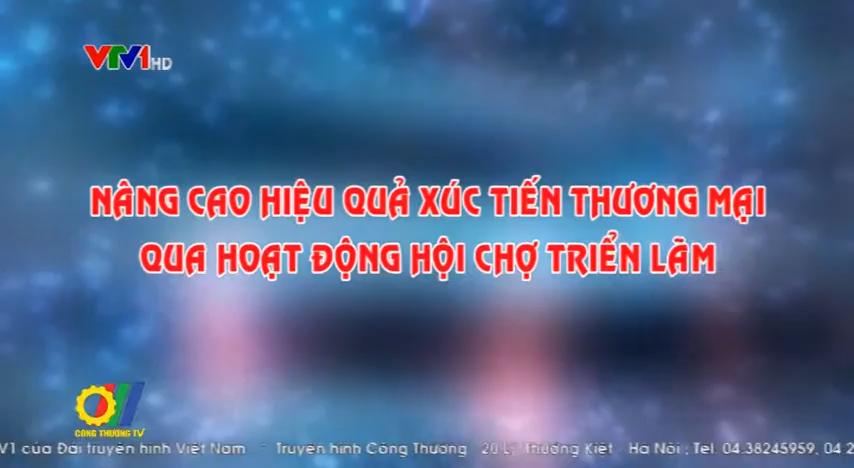 VTV1 HD
NÂNG CAO HIỆU QUẢ XÚC TIẾN THƯƠNG MẠI
QUA HOẠT ĐỘNG HỘI CHỢ TRIỂN LÃM
CÔNG THƯƠNG TV
V1 của Đài truyền hình Việt Nam - Truyền hình Công Thương 20 Lý Thường Kiệt Hà Nội ; Tel. 04.38245959, 04 2